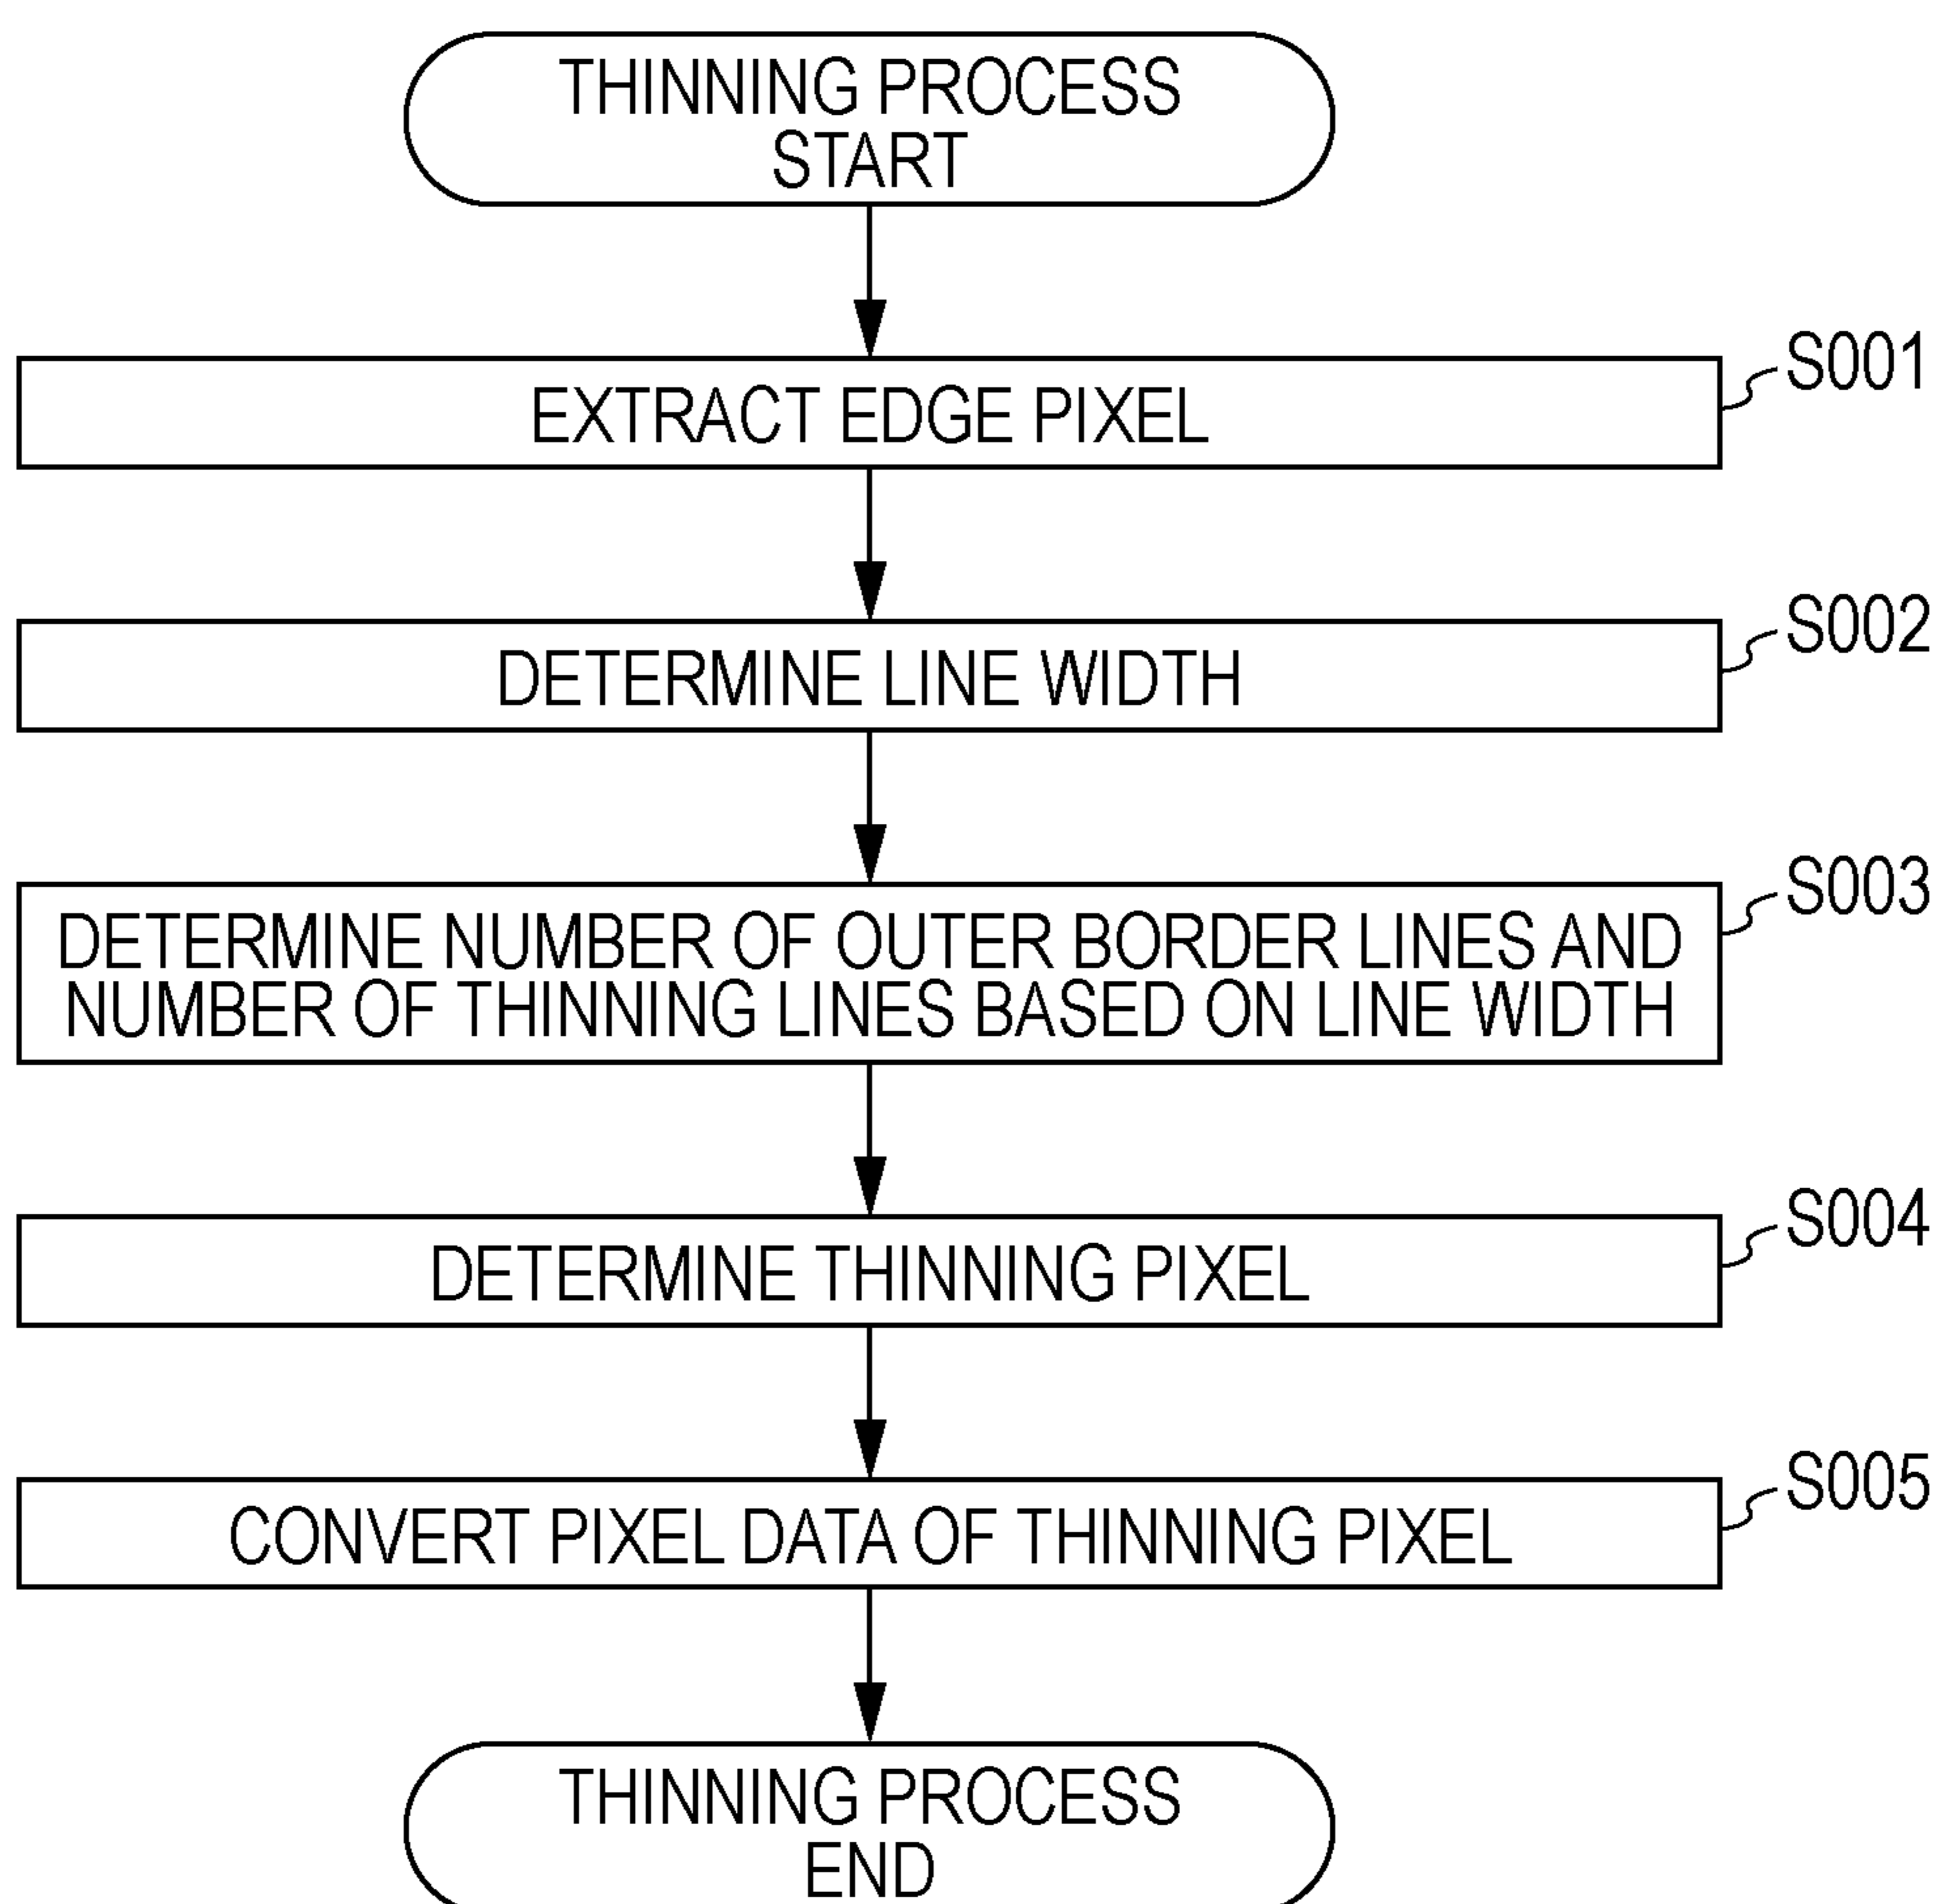 THINNING PROCESS
START
S001
EXTRACT EDGE PIXEL
S002
DETERMINE LINE WIDTH
S003
DETERMINE NUMBER OF OUTER BORDER LINES AND
NUMBER OF THINNING LINES BASED ON LINE WIDTH
S004
DETERMINE THINNING PIXEL
S005
CONVERT PIXEL DATA OF THINNING PIXEL
THINNING PROCESS
END